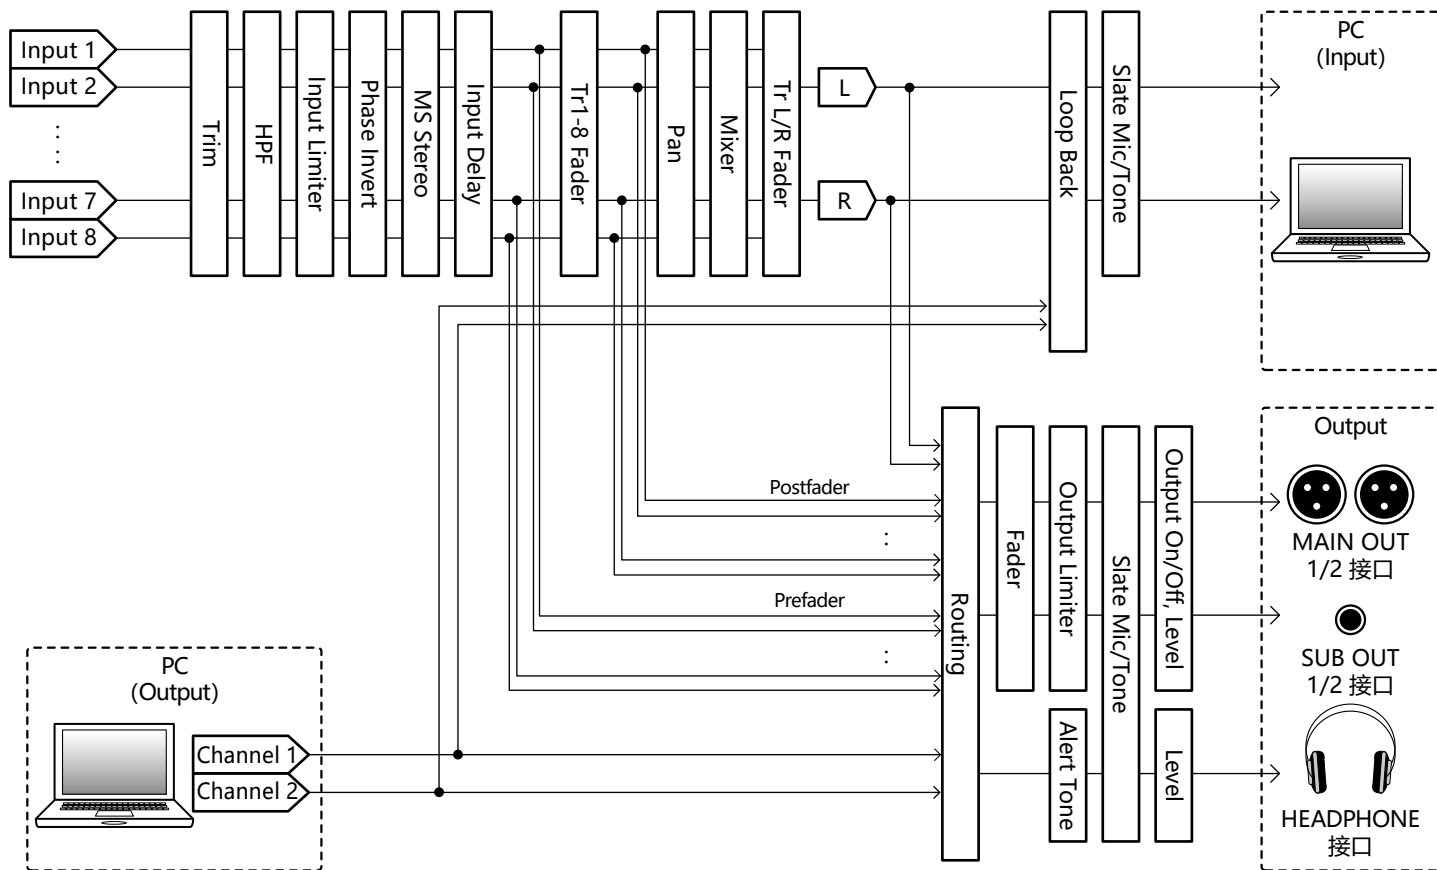 Input 1
Input 2
Input 7
Input 8
Trim
HPF
Input Limiter
Phase Invert
MS Stereo
Input Delay
Tr1-8 Fader
Pan
Mixer
Tr L/R Fader
L
R
Loop Back
Slate Mic/Tone
PC
(Input)
Postfader
Prefader
Routing
Fader
Output Limiter
Alert Tone
Slate Mic/Tone
Output On/Off, Level
Level
Output
MAIN OUT
1/2 接口
SUB OUT
1/2 接口
HEADPHONE
接口
PC
(Output)
Channel 1
Channel 2